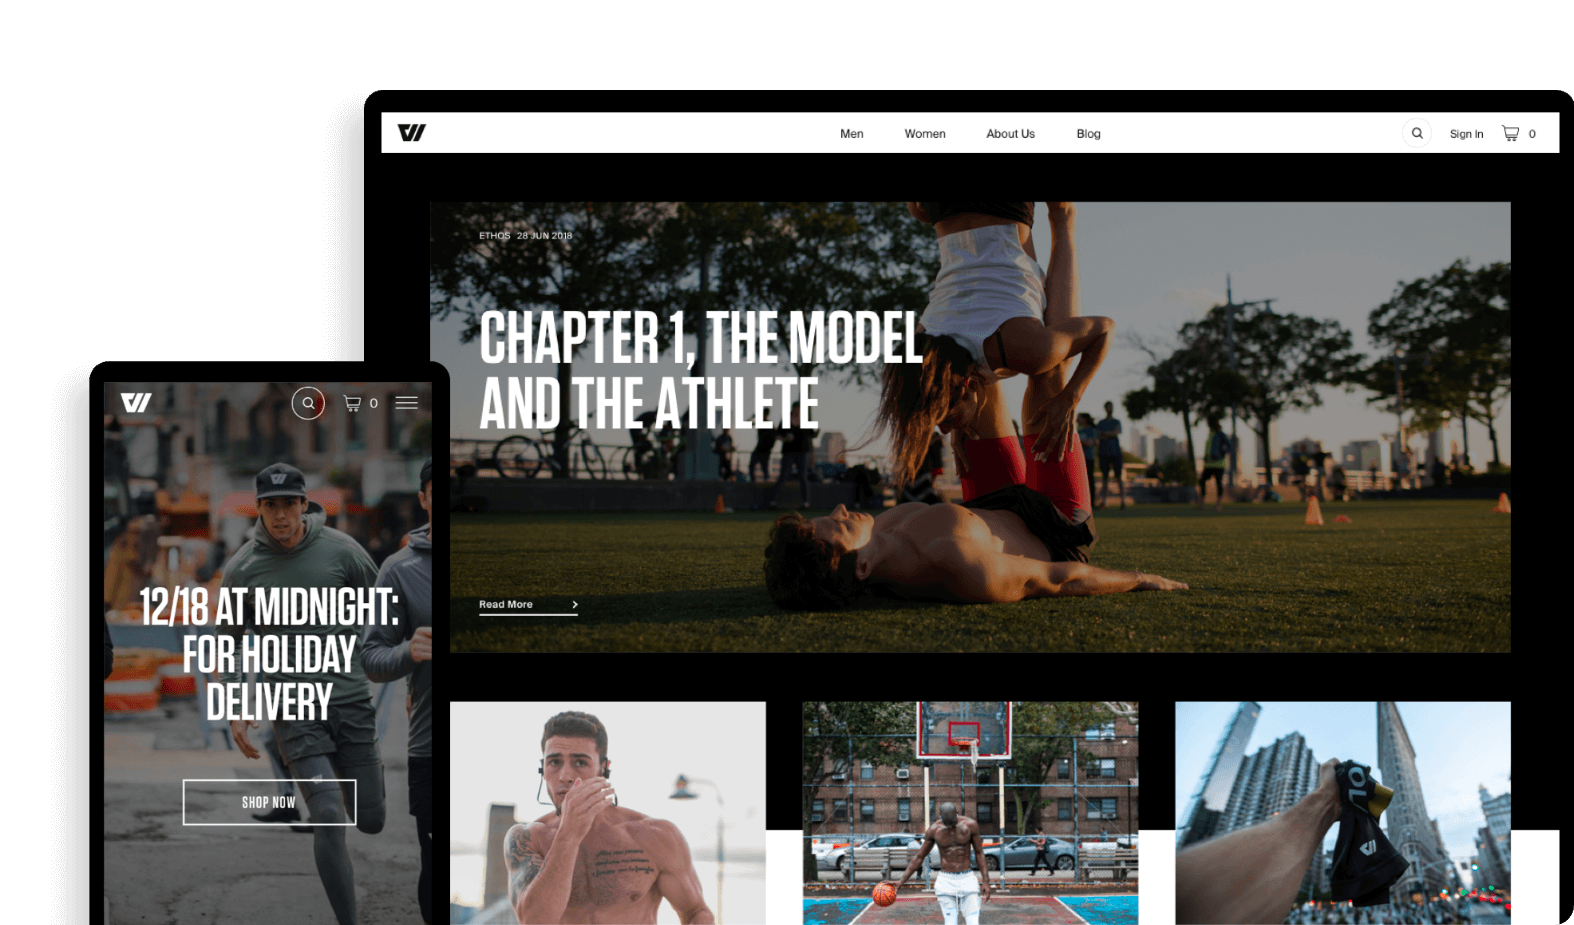 Men
Women
About Us
Blog
Sign In
0
ETHOS 28 JUN 2018
CHAPTER 1, THE MODEL
AND THE ATHLETE
Read More
0
12/18 AT MIDNIGHT:
FOR HOLIDAY
DELIVERY
SHOP NOW